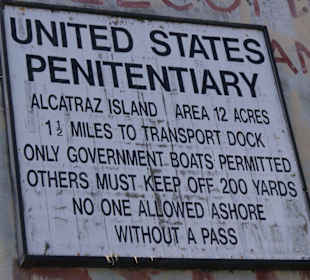 UNITED STATES
PENITENTIARY
ALCATRAZ ISLAND AREA 12 ACRES
1½ MILES TO TRANSPORT DOCK
ONLY GOVERNMENT BOATS PERMITTED
OTHERS MUST KEEP OFF 200 YARDS
NO ONE ALLOWED ASHORE
WITHOUT A PASS